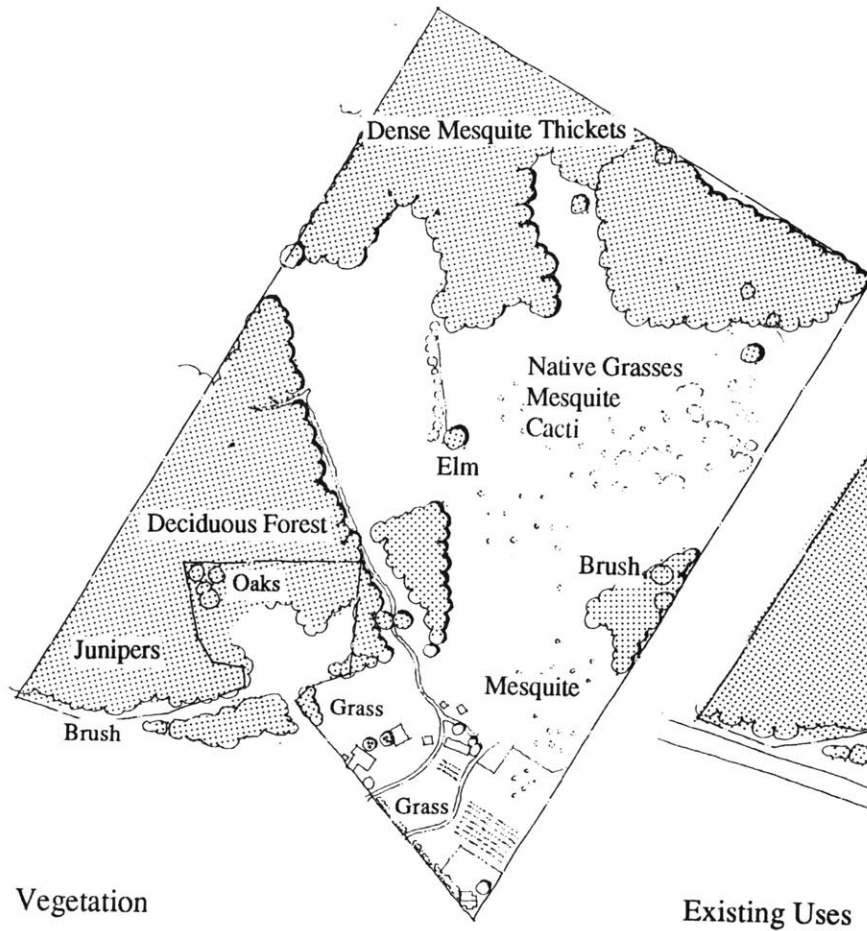 Dense Mesquite Thickets
Native Grasses
Mesquite
Cacti
Elm
Deciduous Forest
Oaks
Brush
Junipers
Mesquite
Grass
Brush
Grass
Vegetation
Existing Uses